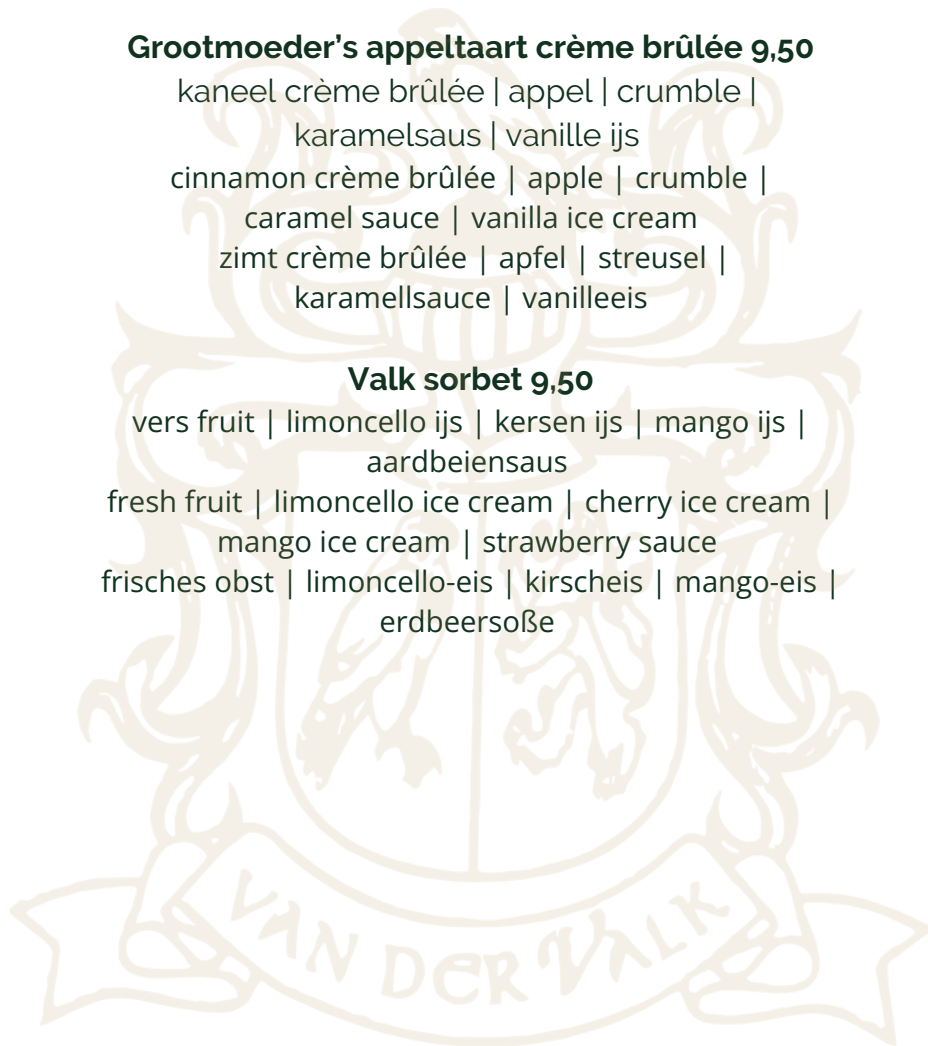 Grootmoeder’s appeltaart crème brûlée 9,50
kaneel crème brûlée | appel | crumble |
karamelsaus | vanille ijs
cinnamon crème brûlée | apple | crumble |
caramel sauce | vanilla ice cream
zimt crème brûlée | apfel | streusel |
karamellsauce | vanilleeis
Valk sorbet 9,50
vers fruit | limoncello ijs | kersen ijs | mango ijs |
aardbeiensaus
fresh fruit | limoncello ice cream | cherry ice cream |
mango ice cream | strawberry sauce
frisches obst | limoncello-eis | kirscheis | mango-eis |
erdbeersoße
VAN DER VALK